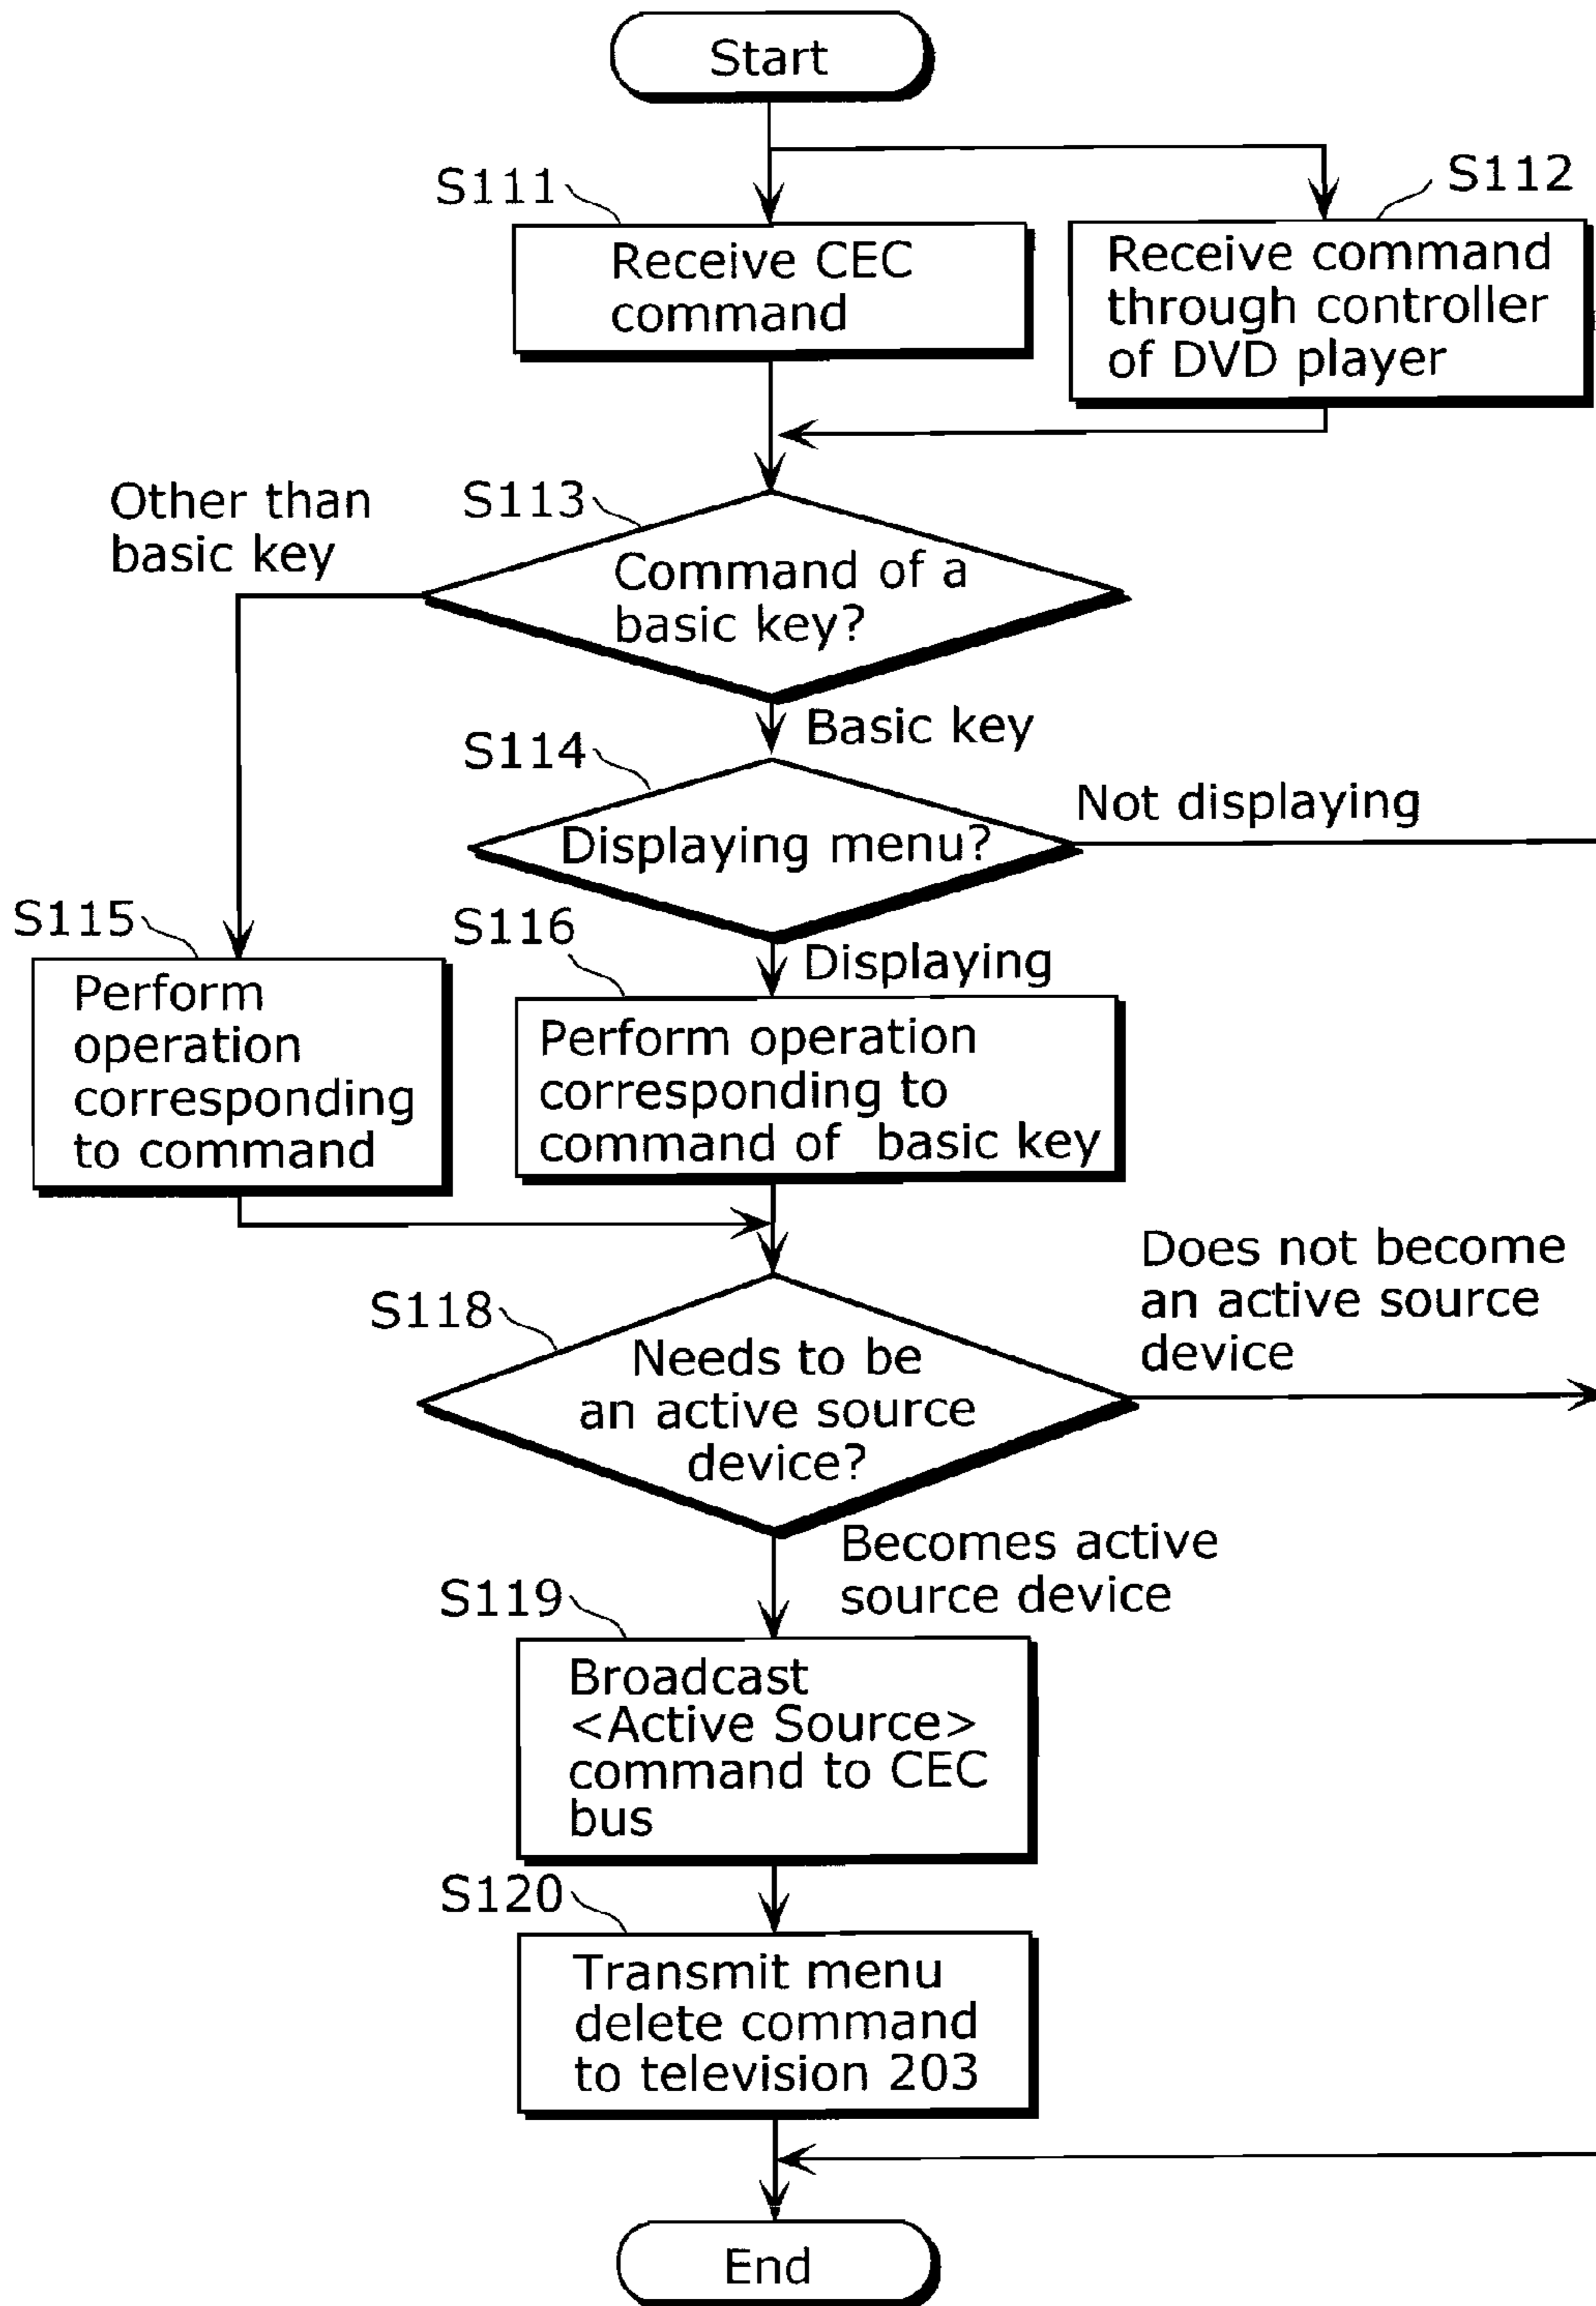 Start
S111
S112
Receive CEC
command
Receive command
through controller
of DVD player
Other than
basic key
S113
Command of a
basic key?
Basic key
S114
Not displaying
Displaying menu?
S115
S116
Displaying
Perform
operation
corresponding
to command
Perform operation
corresponding to
command of basic key
Does not become
an active source
device
S118
Needs to be
an active source
device?
Becomes active
source device
S119
Broadcast
<Active Source>
command to CEC
bus
S120
Transmit menu
delete command
to television 203
End